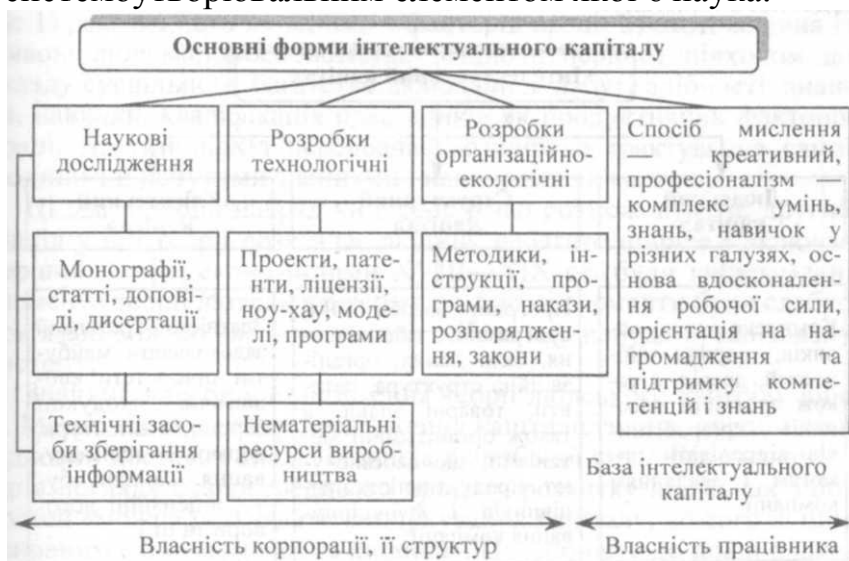 системоутворювальним елементом якого наука.
Основні форми інтелектуального капіталу
Наукові
дослідження
Розробки
технологічні
Розробки
організаційно-
екологічні
Спосіб мислення
— креативний,
професіоналізм
комплекс умінь,
знань, навичок у
різних галузях, ос-
нова вдосконален-
ня робочої сили,
орієнтація на на-
громадження та
підтримку компе-
тенцій і знань
Монографії,
статті, допові-
ді, дисертації
Проекти, пате-
нти, ліцензії,
ноу-хау, моде-
лі, програми
Методики, ін-
струкції, про-
грами, накази,
розпоряджен-
ня, закони
Технічні засо-
би зберігання
інформації
Нематеріальні
ресурси вироб-
ництва
База інтелектуального
капіталу
Власність корпорації, її структур
Власність працівника